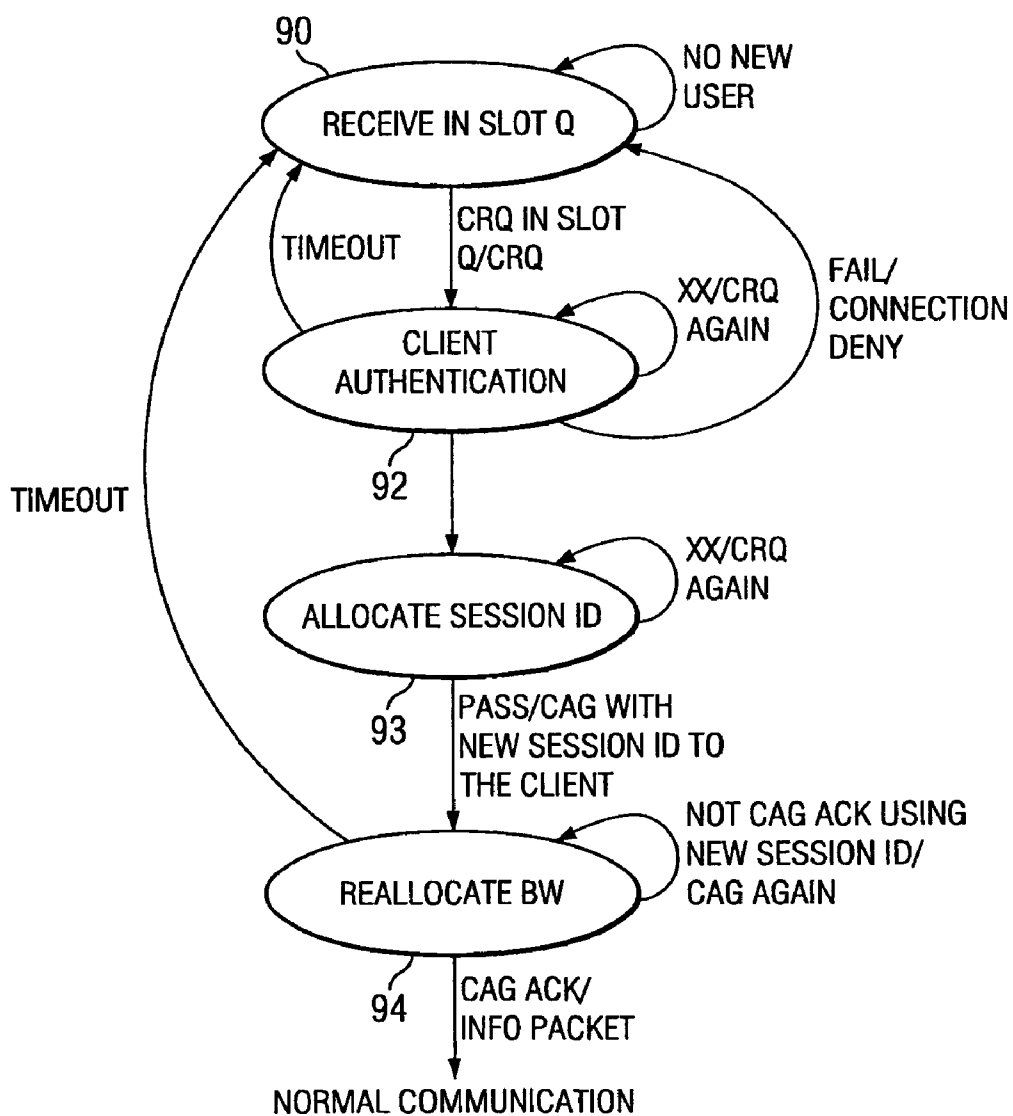 90
NO NEW
USER
RECEIVE IN SLOT Q
CRQ IN SLOT
Q/CRQ
TIMEOUT
XX/CRQ
AGAIN
FAIL/
CONNECTION
DENY
CLIENT
AUTHENTICATION
92
TIMEOUT
XX/CRQ
AGAIN
ALLOCATE SESSION ID
93
PASS/CAG WITH
NEW SESSION ID TO
THE CLIENT
NOT CAG ACK USING
NEW SESSION ID/
CAG AGAIN
REALLOCATE BW
94
CAG ACK/
INFO PACKET
NORMAL COMMUNICATION